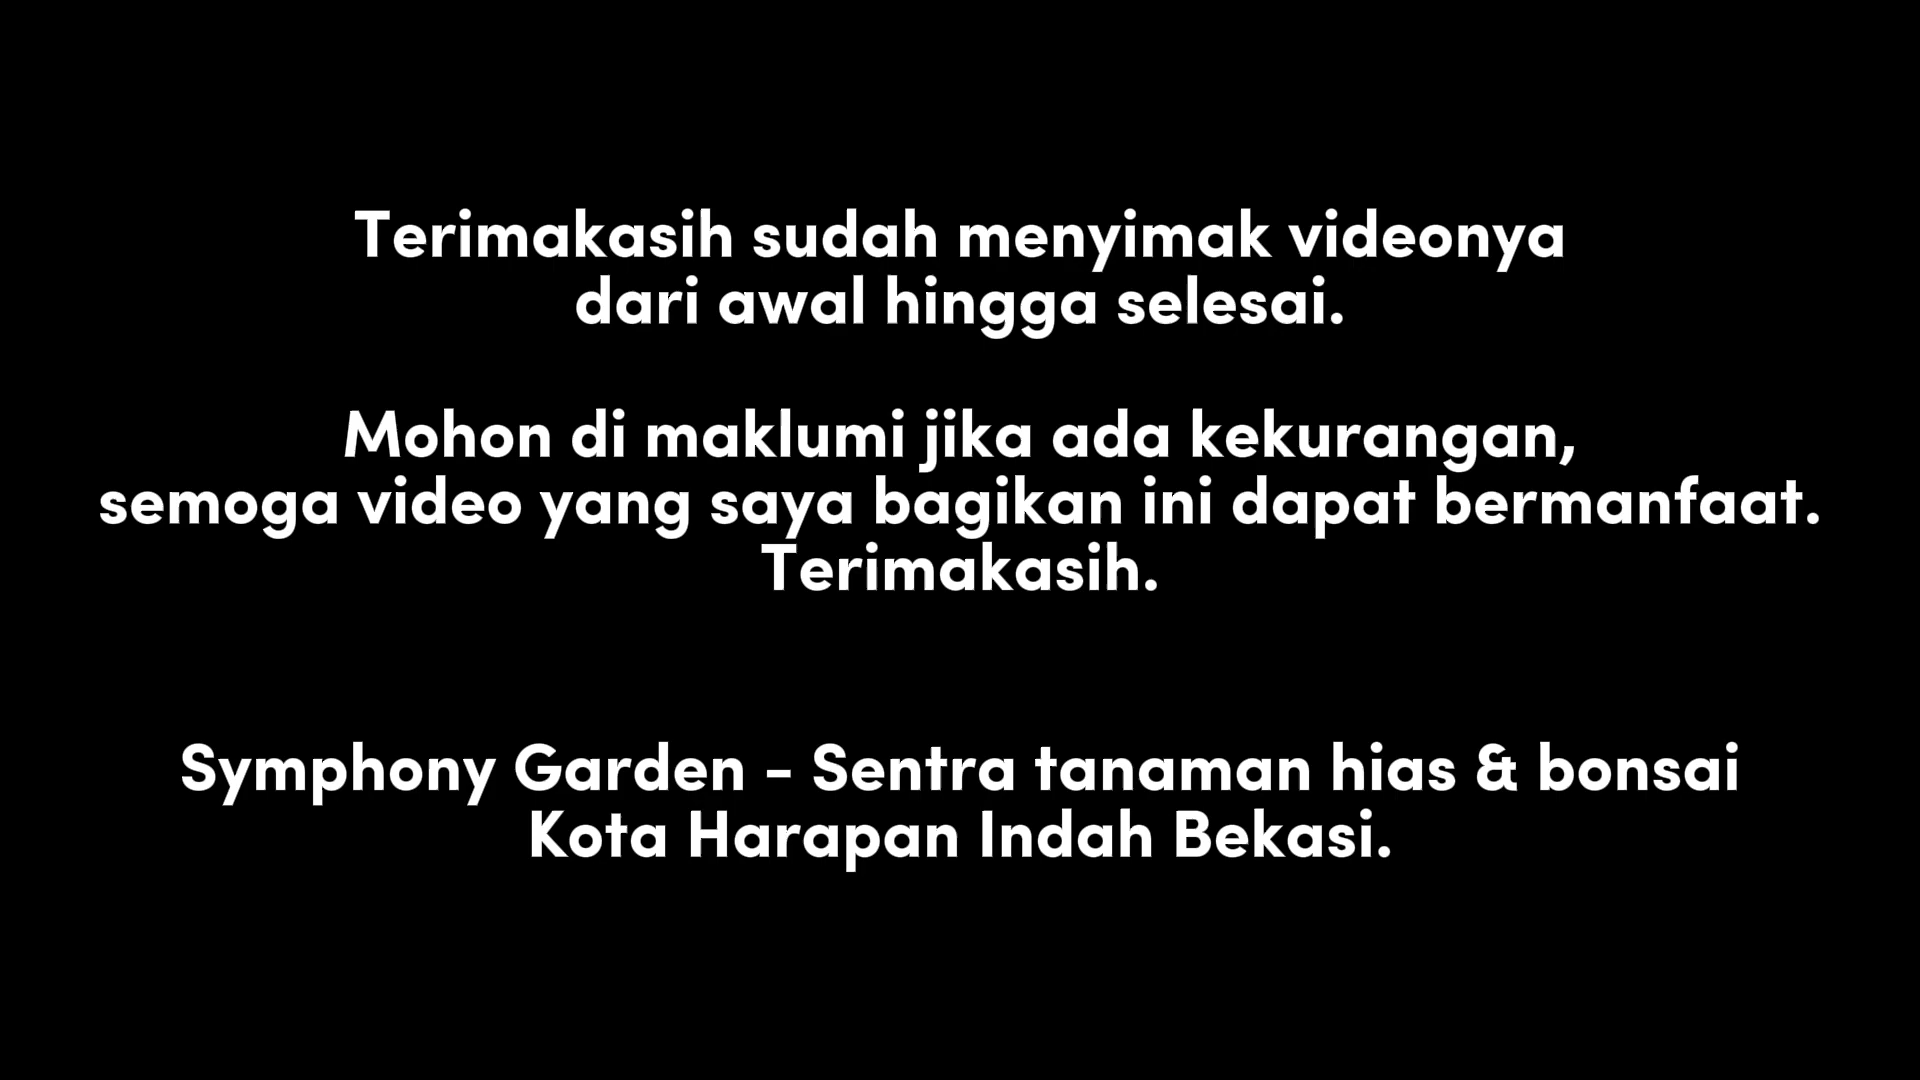 Terimakasih sudah menyimak videonya
dari awal hingga selesai.
Mohon di maklumi jika ada kekurangan,
semoga video yang saya bagikan ini dapat bermanfaat.
Terimakasih.
Symphony Garden - Sentra tanaman hias & bonsai
Kota Harapan Indah Bekasi.